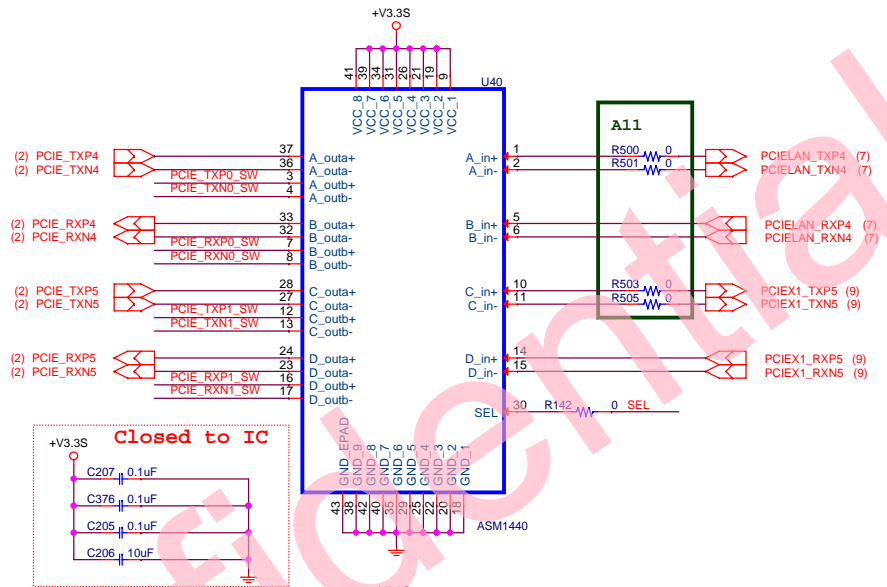 +V3.3S
41 39 34 31 26 21 19 9
U40
VCC_8 VCC_7 VCC_6 VCC_5 VCC_4 VCC_3 VCC_2 VCC_1
A11
(2) PCIE_TXP4 37 A_outa+ A_in+ 1 R500 0 PCIELAN_TXP4 (7)
(2) PCIE_TXN4 36 A_outa- A_in- 2 R501 0 PCIELAN_TXN4 (7)
PCIE_TXP0_SW 3 A_outb+
PCIE_TXN0_SW 4 A_outb-
(2) PCIE_RXP4 33 B_outa+ B_in+ 5 PCIELAN_RXP4 (7)
(2) PCIE_RXN4 32 B_outa- B_in- 6 PCIELAN_RXN4 (7)
PCIE_RXP0_SW 7 B_outb+
PCIE_RXN0_SW 8 B_outb-
(2) PCIE_TXP5 28 C_outa+ C_in+ 10 R503 0 PCIEX1_TXP5 (9)
(2) PCIE_TXN5 27 C_outa- C_in- 11 R505 0 PCIEX1_TXN5 (9)
PCIE_TXP1_SW 12 C_outb+
PCIE_TXN1_SW 13 C_outb-
(2) PCIE_RXP5 24 D_outa+ D_in+ 14 PCIEX1_RXP5 (9)
(2) PCIE_RXN5 23 D_outa- D_in- 15 PCIEX1_RXN5 (9)
PCIE_RXP1_SW 16 D_outb+
PCIE_RXN1_SW 17 D_outb-
SEL 30 R142 0 SEL
GND_EPAD GND_9 GND_8 GND_7 GND_6 GND_5 GND_4 GND_3 GND_2 GND_1
43 38 42 40 35 29 25 22 20 18
ASM1440
Closed to IC
+V3.3S
C207 0.1uF
C376 0.1uF
C205 0.1uF
C206 10uF
fidential